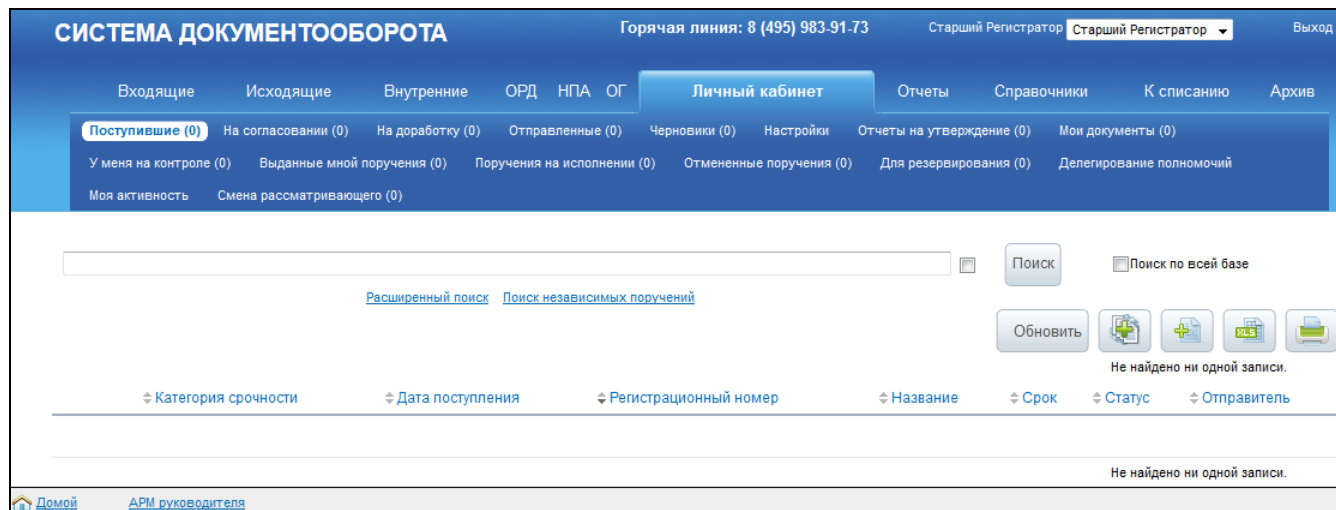 СИСТЕМА ДОКУМЕНТООБОРОТА Горячая линия: 8 (495) 983-91-73 Старший Регистратор Старший Регистратор Выход
Входящие Исходящие Внутренние ОРД НПА ОГ Личный кабинет Отчеты Справочники К списанию Архив
Поступившие (0) На согласовании (0) На доработку (0) Отправленные (0) Черновики (0) Настройки Отчеты на утверждение (0) Мои документы (0)
У меня на контроле (0) Выданные мной поручения (0) Поручения на исполнении (0) Отмененные поручения (0) Для резервирования (0) Делегирование полномочий
Моя активность Смена рассматривающего (0)
Поиск Поиск по всей базе
Расширенный поиск Поиск независимых поручений
Обновить XLS
Не найдено ни одной записи.
Категория срочности Дата поступления Регистрационный номер Название Срок Статус Отправитель
Не найдено ни одной записи.
Домой АРМ руководителя